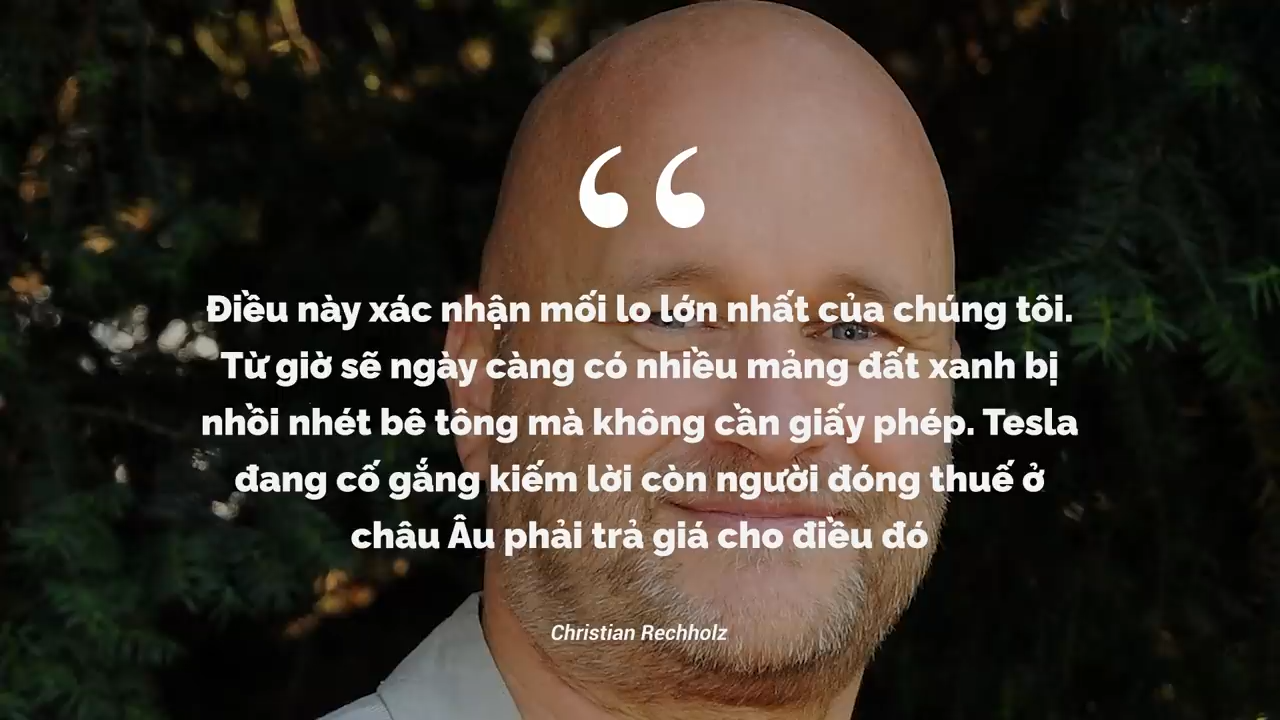 “
Điều này xác nhận mối lo lớn nhất của chúng tôi.
Từ giờ sẽ ngày càng có nhiều mảng đất xanh bị
nhồi nhét bê tông mà không cần giấy phép. Tesla
đang cố gắng kiếm lời còn người đóng thuế ở
châu Âu phải trả giá cho điều đó
Christian Rechholz